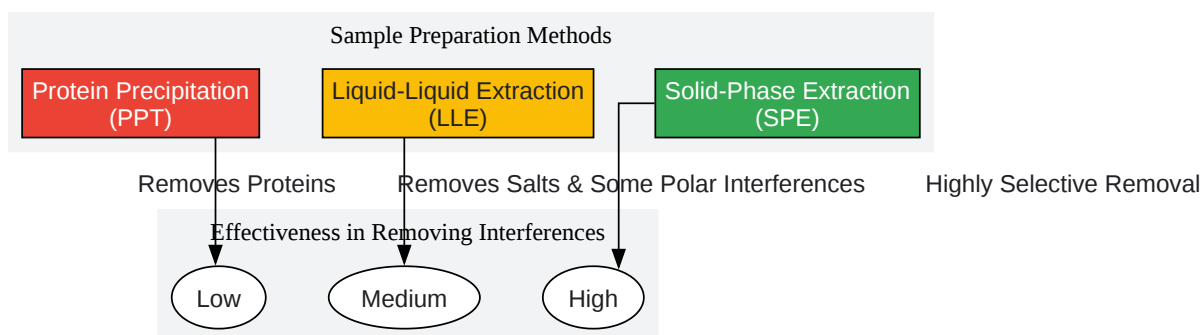 Sample Preparation Methods
Protein Precipitation
(PPT)
Liquid-Liquid Extraction
(LLE)
Solid-Phase Extraction
(SPE)
Removes Proteins
Removes Salts & Some Polar Interferences
Highly Selective Removal
Effectiveness in Removing Interferences
Low
Medium
High